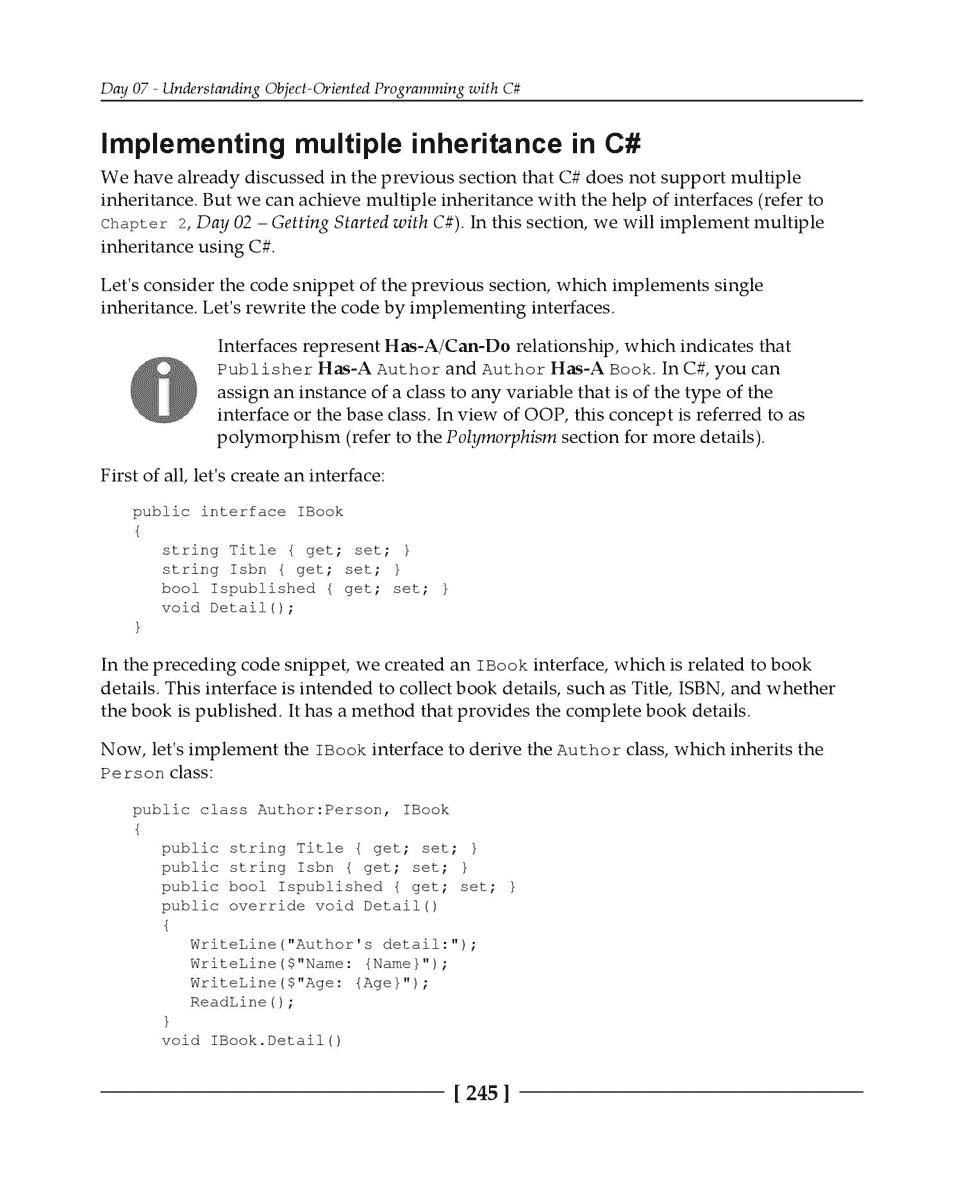 Day 07 - Understanding Object-Oriented Programming with C#
Implementing multiple inheritance in C#
We have already discussed in the previous section that C# does not support multiple
inheritance. But we can achieve multiple inheritance with the help of interfaces (refer to
Chapter 2, Day 02 – Getting Started with C#). In this section, we will implement multiple
inheritance using C#.
Let's consider the code snippet of the previous section, which implements single
inheritance. Let's rewrite the code by implementing interfaces.
Interfaces represent Has-A/Can-Do relationship, which indicates that
Publisher Has-A Author and Author Has-A Book. In C#, you can
assign an instance of a class to any variable that is of the type of the
interface or the base class. In view of OOP, this concept is referred to as
polymorphism (refer to the Polymorphism section for more details).
First of all, let's create an interface:
public interface IBook
{
string Title { get; set; }
string Isbn { get; set; }
bool Ispublished { get; set; }
void Detail();
}
In the preceding code snippet, we created an IBook interface, which is related to book
details. This interface is intended to collect book details, such as Title, ISBN, and whether
the book is published. It has a method that provides the complete book details.
Now, let's implement the IBook interface to derive the Author class, which inherits the
Person class:
public class Author:Person, IBook
{
public string Title { get; set; }
public string Isbn { get; set; }
public bool Ispublished { get; set; }
public override void Detail()
{
WriteLine("Author's detail:");
WriteLine($"Name: {Name}");
WriteLine($"Age: {Age}");
ReadLine();
}
void IBook.Detail()
[ 245 ]